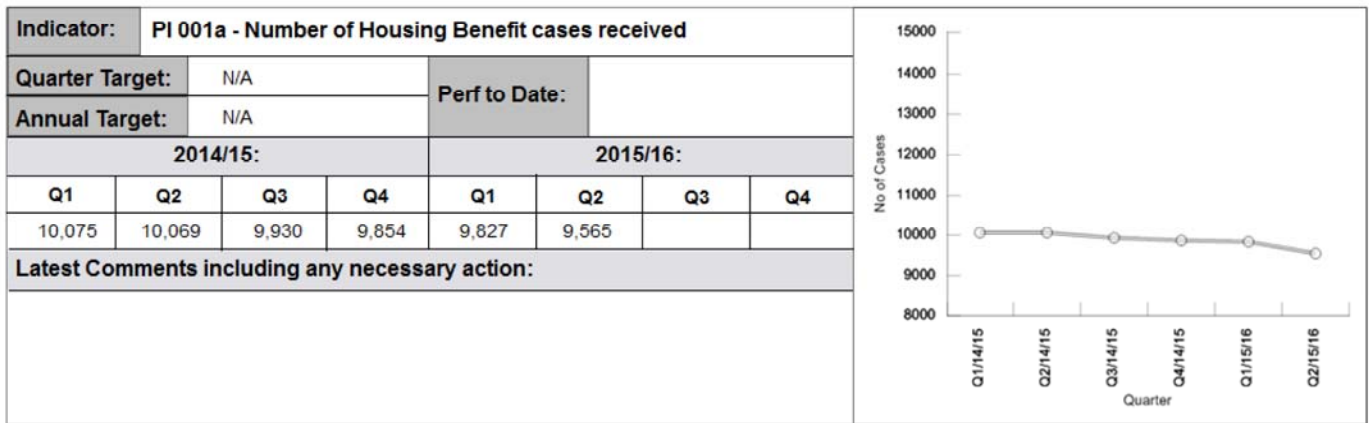 Indicator: PI 001a - Number of Housing Benefit cases received
Quarter Target: N/A
Perf to Date:
Annual Target: N/A
2014/15: 2015/16:
Q1 Q2 Q3 Q4 Q1 Q2 Q3 Q4
10,075 10,069 9,930 9,854 9,827 9,565
Latest Comments including any necessary action:
15000
14000
13000
12000
11000
10000
9000
8000
No of Cases
Q1/14/15 Q2/14/15 Q3/14/15 Q4/14/15 Q1/15/16 Q2/15/16
Quarter